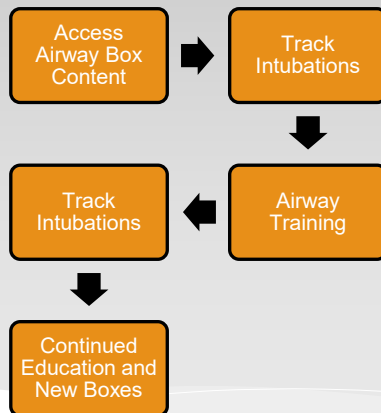 Access
Airway Box
Content
Track
Intubations
Airway
Training
Track
Intubations
Continued
Education and
New Boxes